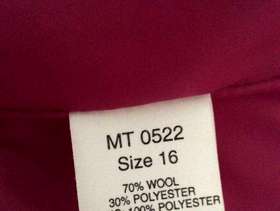 MT 0522
Size 16
70% WOOL
30% POLYESTER
100% POLYESTER